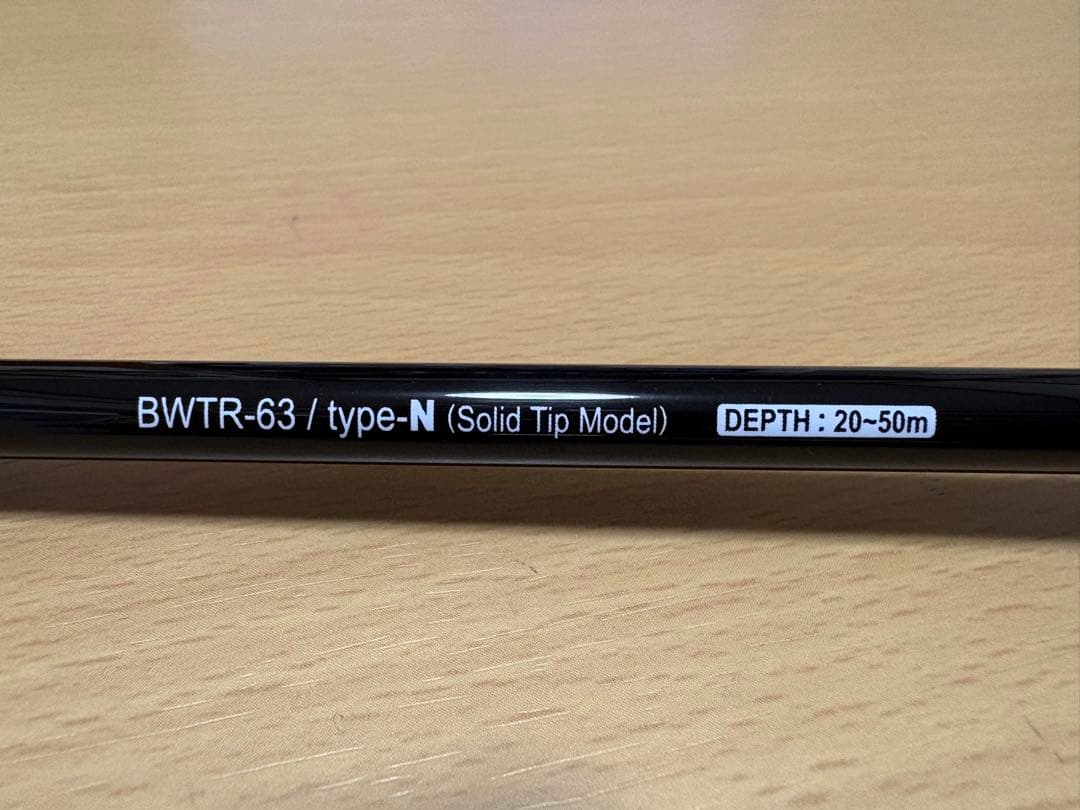 BWTR-63 / type-N (Solid Tip Model) DEPTH : 20~50m